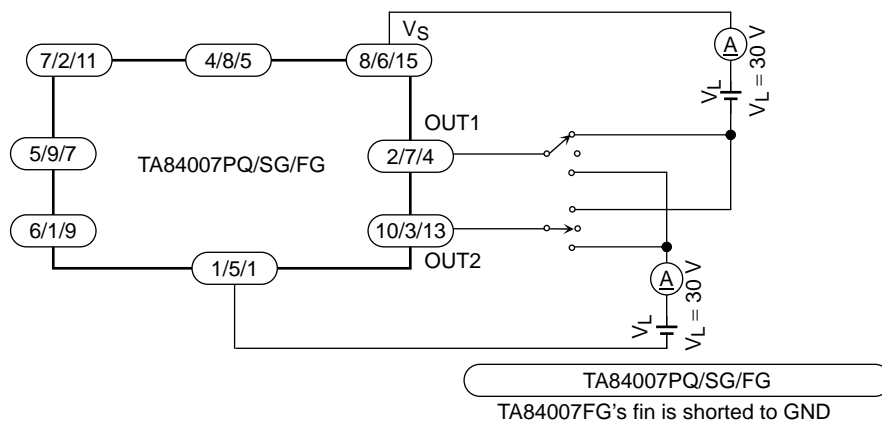 VS
7/2/11
4/8/5
8/6/15
A
VL
VL = 30 V
OUT1
5/9/7
TA84007PQ/SG/FG
2/7/4
6/1/9
10/3/13
OUT2
1/5/1
A
VL
VL = 30 V
TA84007PQ/SG/FG
TA84007FG's fin is shorted to GND